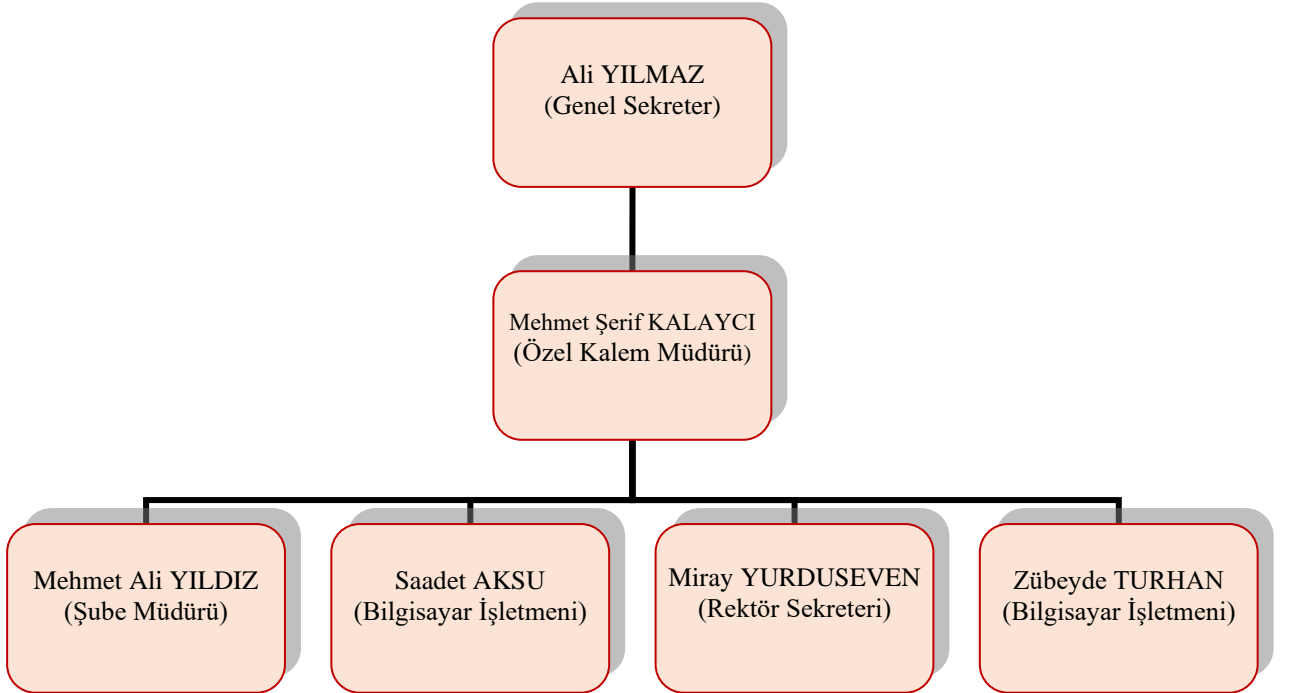 Ali YILMAZ
(Genel Sekreter)
Mehmet Şerif KALAYCI
(Özel Kalem Müdürü)
Mehmet Ali YILDIZ
(Şube Müdürü)
Saadet AKSU
(Bilgisayar İşletmeni)
Miray YURDUSEVEN
(Rektör Sekreteri)
Zübeyde TURHAN
(Bilgisayar İşletmeni)